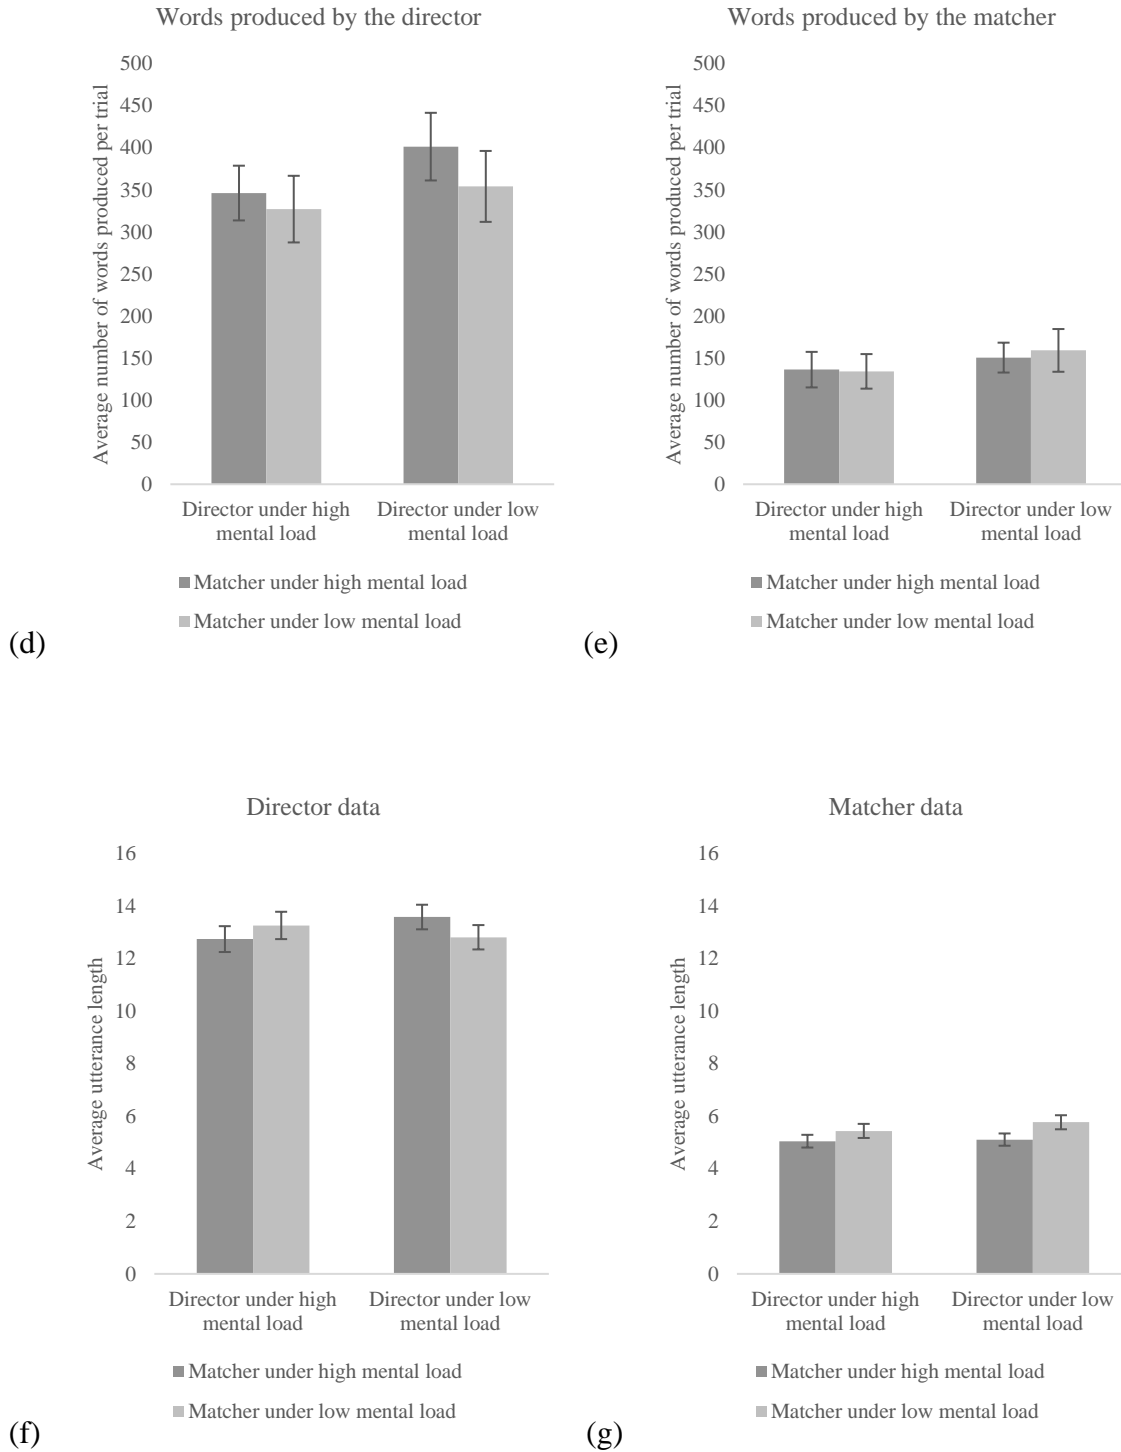 Words produced by the director
Average number of words produced per trial
500
450
400
350
300
250
200
150
100
50
0
Director under high
mental load
Director under low
mental load
Matcher under high mental load
Matcher under low mental load
(d)
Words produced by the matcher
Average number of words produced per trial
500
450
400
350
300
250
200
150
100
50
0
Director under high
mental load
Director under low
mental load
Matcher under high mental load
Matcher under low mental load
(e)
Director data
Average utterance length
16
14
12
10
8
6
4
2
0
Director under high
mental load
Director under low
mental load
Matcher under high mental load
Matcher under low mental load
(f)
Matcher data
Average utterance length
16
14
12
10
8
6
4
2
0
Director under high
mental load
Director under low
mental load
Matcher under high mental load
Matcher under low mental load
(g)